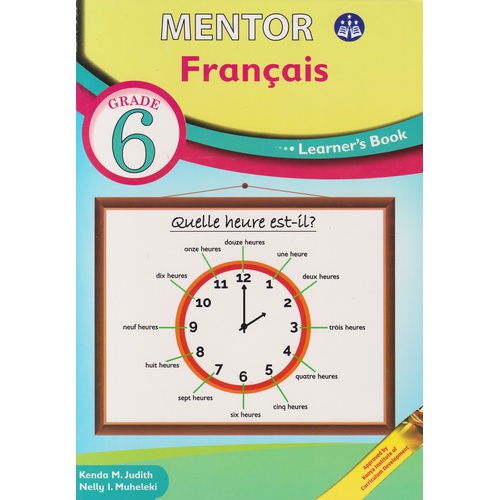 MENTOR
Français
GRADE
6
Learner's Book
Quelle heure est-il?
douze heures
onze heures
une heure
dix heures
deux heures
neuf heures
tróis heures
huit heures
quatre heures
sept heures
cinq heures
six heures
12
11
1
10
2
9
3
8
4
7
5
6
Kenda M. Judith
Nelly I. Muheleki
Approved by
Kenya Institute of
Curriculum Development